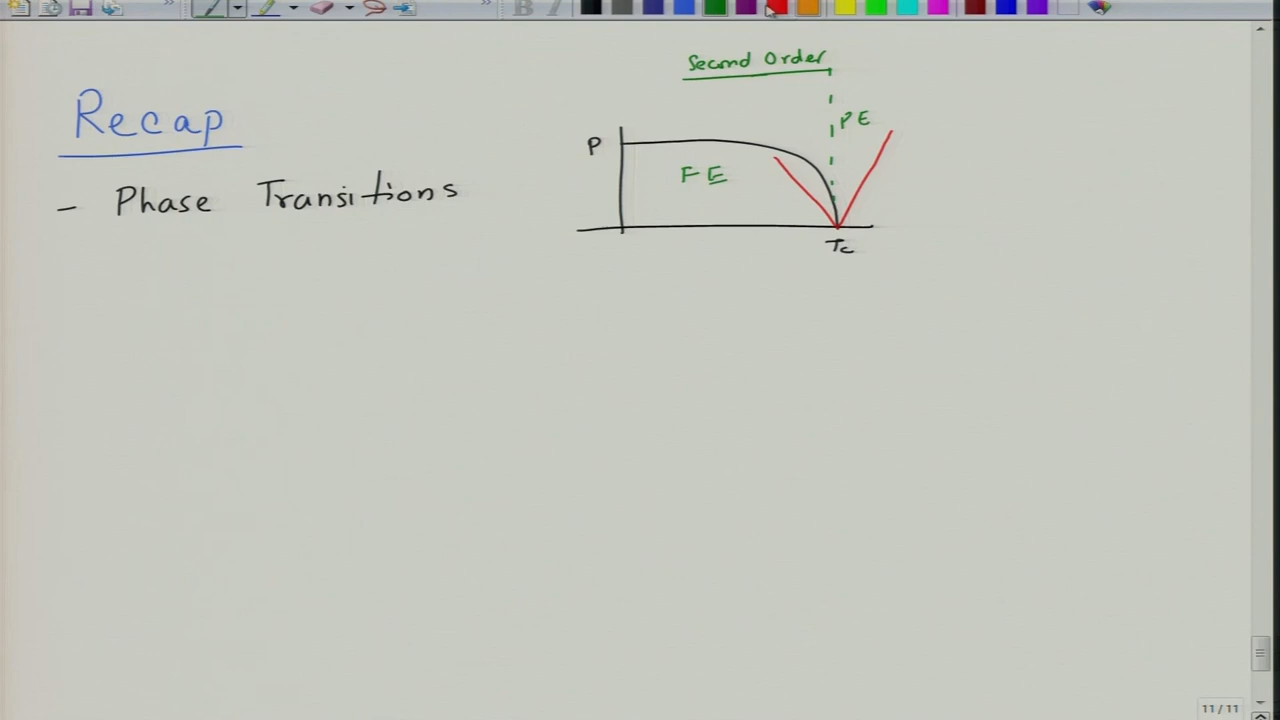 Recap
- Phase Transitions
Second Order
P
FE
PE
Tc
11/11